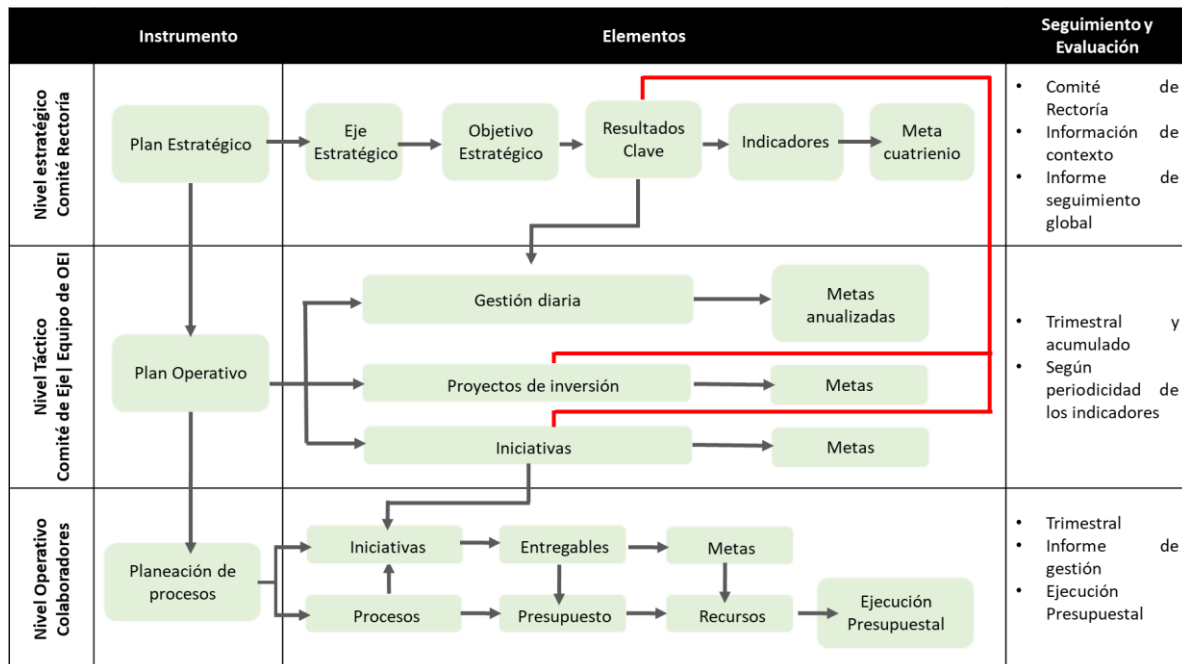 Instrumento
Elementos
Seguimiento y
Evaluación
Nivel estratégico
Comité Rectoría
Plan Estratégico
Eje
Estratégico
Objetivo
Estratégico
Resultados
Clave
Indicadores
Meta
cuatrienio
• Comité de
Rectoría
• Información de
contexto
• Informe de
seguimiento
global
Nivel Táctico
Comité de Eje| Equipo de OEI
Plan Operativo
Gestión diaria
Metas
anualizadas
Proyectos de inversión
Metas
Iniciativas
Metas
• Trimestral y
acumulado
• Según
periodicidad de
los indicadores
Nivel Operativo
Colaboradores
Planeación de
procesos
Iniciativas
Entregables
Metas
Procesos
Presupuesto
Recursos
Ejecución
Presupuestal
• Trimestral
• Informe de
gestión
• Ejecución
Presupuestal